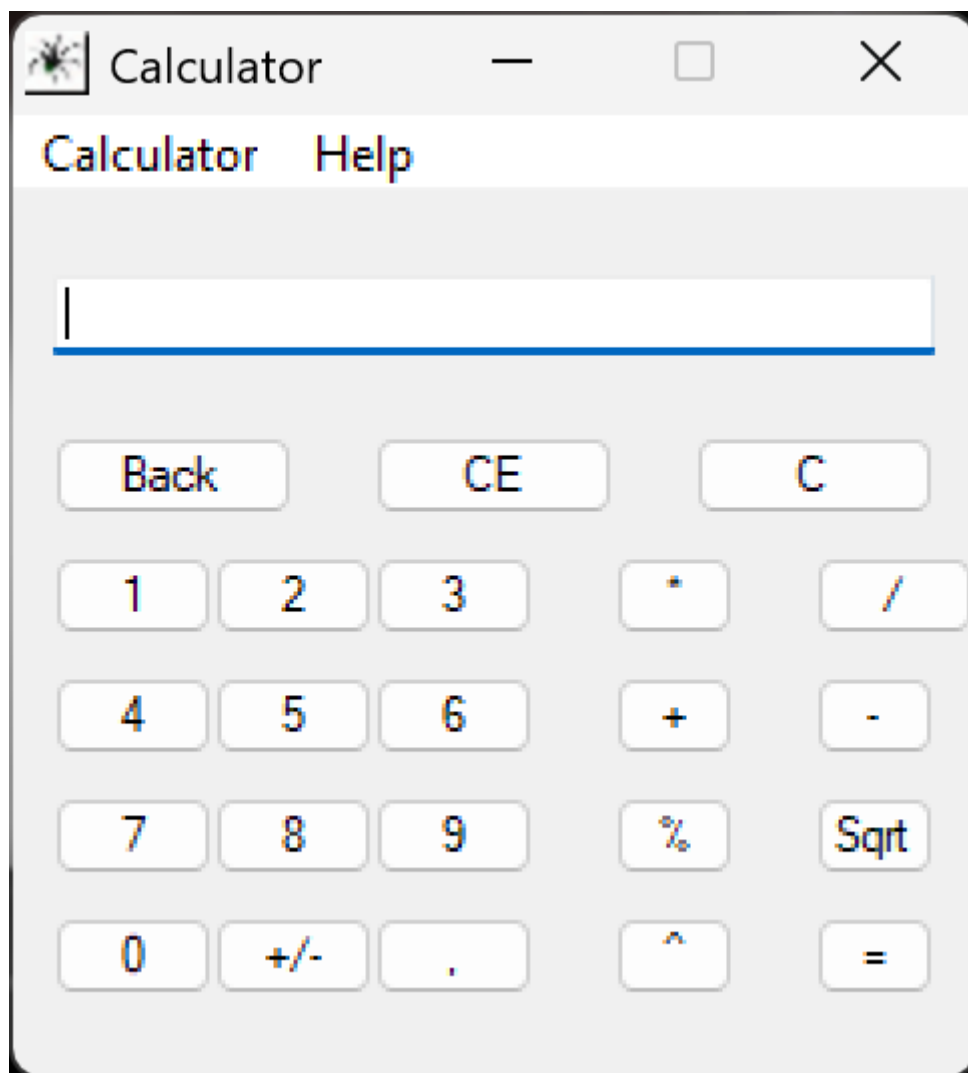 Calculator
Calculator Help
Back CE C
1 2 3 * /
4 5 6 + -
7 8 9 % Sqrt
0 +/- , ^ =